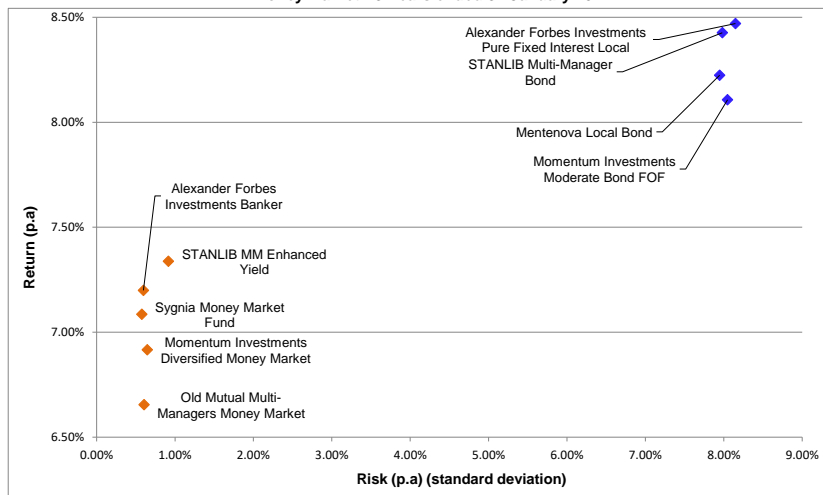 8.50%
Alexander Forbes Investments
Pure Fixed Interest Local
STANLIB Multi-Manager
Bond
8.00%
Mentenova Local Bond
Momentum Investments
Moderate Bond FOF
Alexander Forbes
Investments Banker
7.50%
STANLIB MM Enhanced
Yield
Sygnia Money Market
Fund
7.00%
Momentum Investments
Diversified Money Market
Old Mutual Multi-
Managers Money Market
6.50%
Return (p.a)
0.00% 1.00% 2.00% 3.00% 4.00% 5.00% 6.00% 7.00% 8.00% 9.00%
Risk (p.a) (standard deviation)